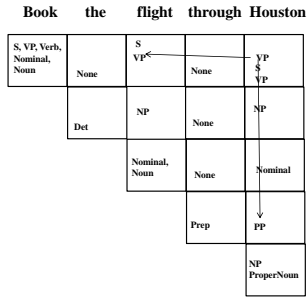 Book the flight through Houston
S, VP, Verb,
Nominal,
Noun
None
S
VP
None
VP
S
VP
Det
NP
None
NP
Nominal,
Noun
None
Nominal
Prep
PP
NP
ProperNoun